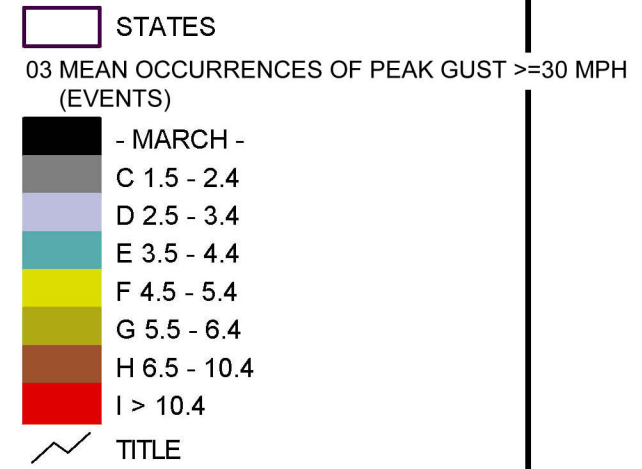 STATES
03 MEAN OCCURRENCES OF PEAK GUST >=30 MPH
(EVENTS)
- MARCH -
C 1.5 - 2.4
D 2.5 - 3.4
E 3.5 - 4.4
F 4.5 - 5.4
G 5.5 - 6.4
H 6.5 - 10.4
I > 10.4
TITLE